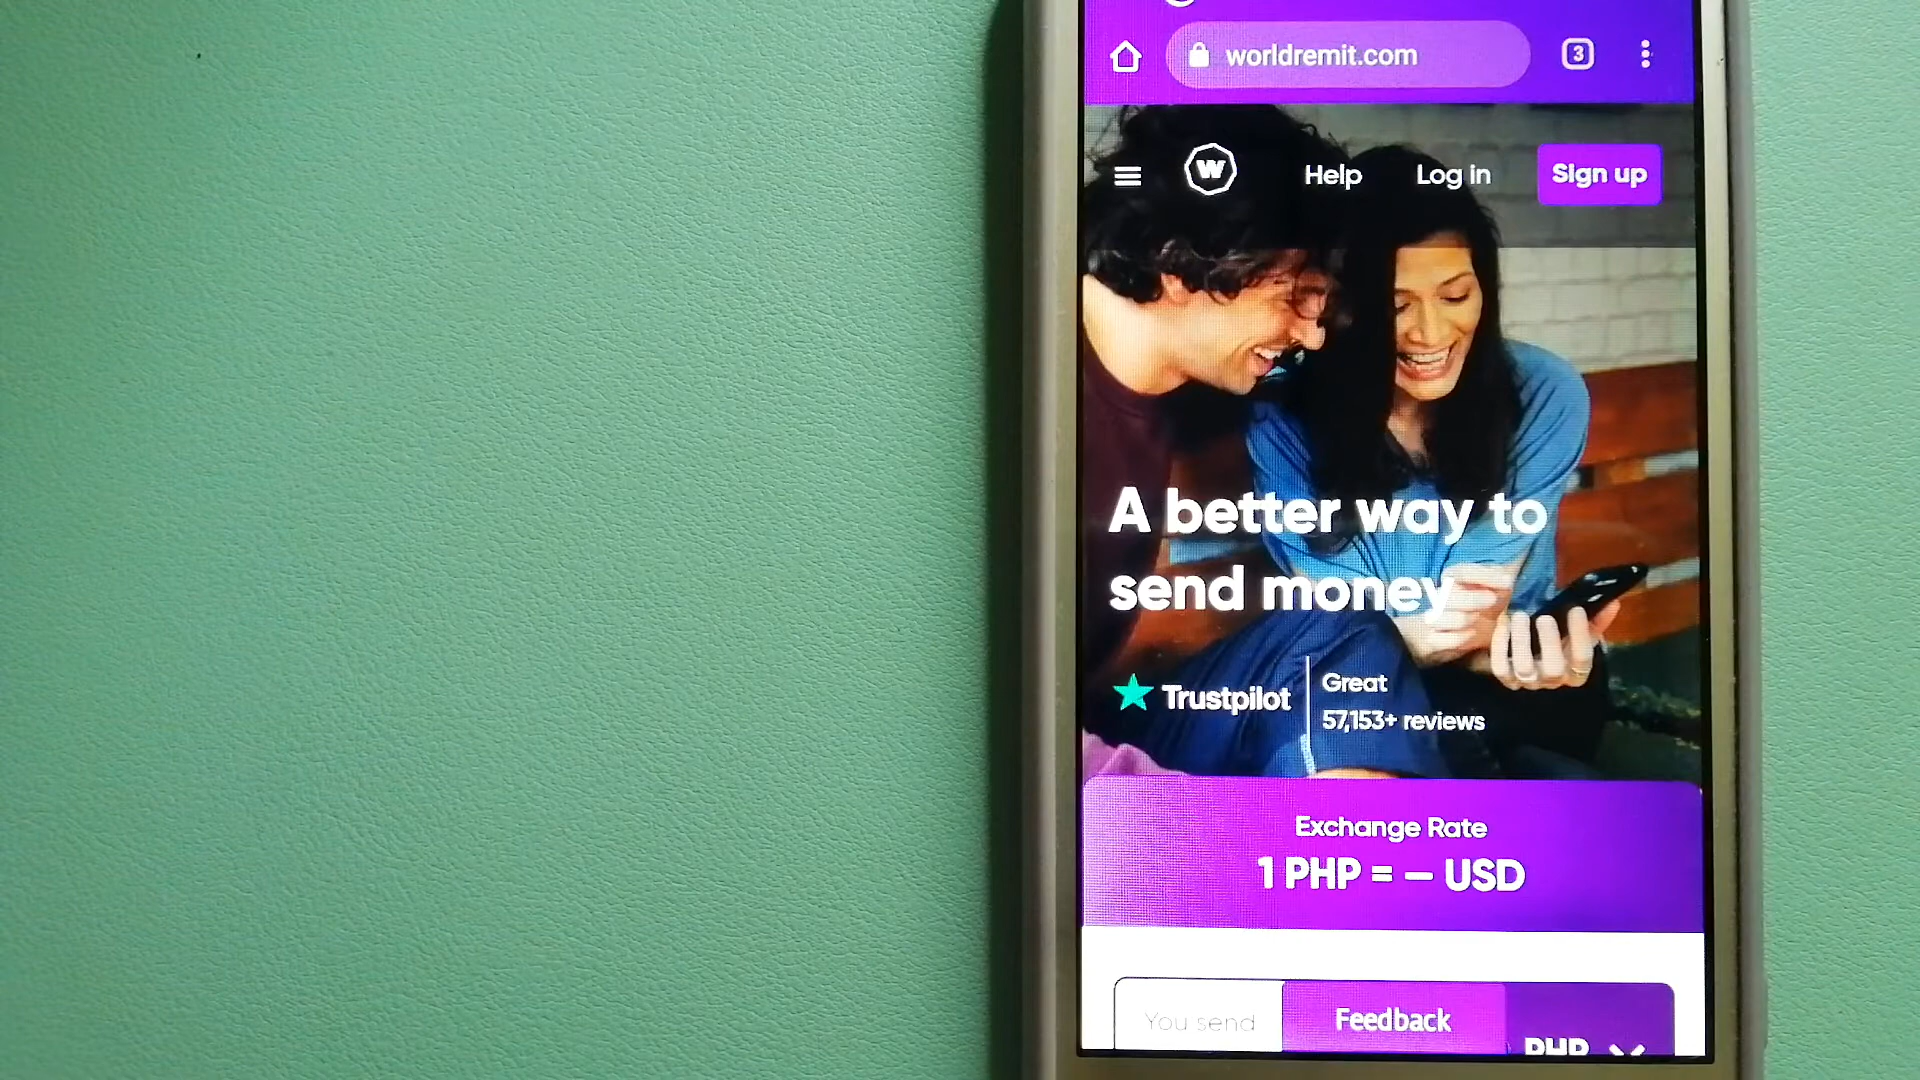 worldremit.com
3
W
Help
Log in
Sign up
A better way to
send money
Trustpilot
Great
57,153+ reviews
Exchange Rate
1 PHP = – USD
You send
Feedback
PHP